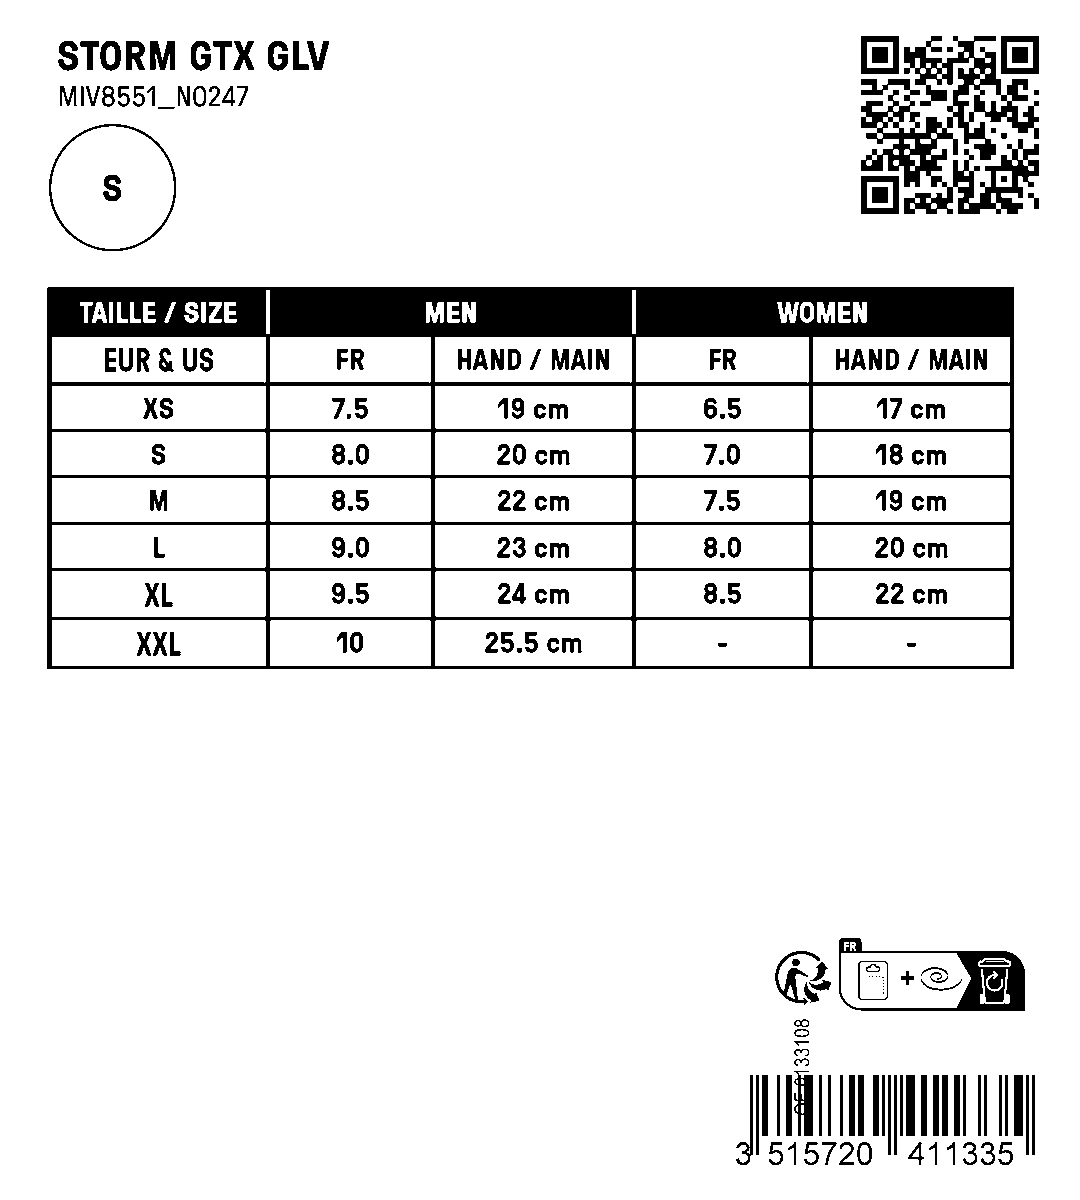 STORM GTX GLV
MIV8551_N0247
S
TAILLE / SIZE MEN WOMEN
EUR & US FR HAND / MAIN FR HAND / MAIN
XS 7.5 19 cm 6.5 17 cm
S 8.0 20 cm 7.0 18 cm
M 8.5 22 cm 7.5 19 cm
L 9.0 23 cm 8.0 20 cm
XL 9.5 24 cm 8.5 22 cm
XXL 10 25.5 cm - -
FR
+
0133108
3 515720 411335